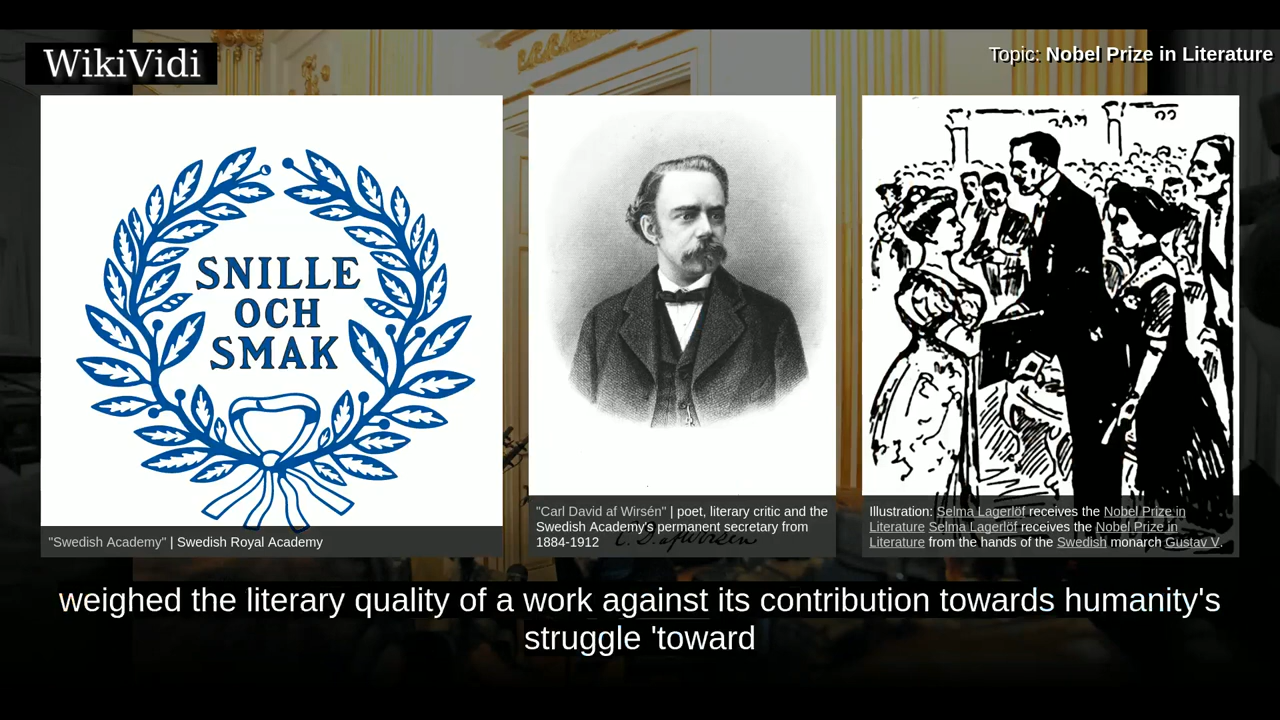 WikiVidi
Topic: Nobel Prize in Literature
SNILLE
OCH
SMAK
"Swedish Academy" | Swedish Royal Academy
"Carl David af Wirsén" | poet, literary critic and the
Swedish Academy's permanent secretary from
1884-1912
C. D. af Wirsén
Illustration: Selma Lagerlöf receives the Nobel Prize in
Literature Selma Lagerlöf receives the Nobel Prize in
Literature from the hands of the Swedish monarch Gustav V.
weighed the literary quality of a work against its contribution towards humanity's
struggle 'toward